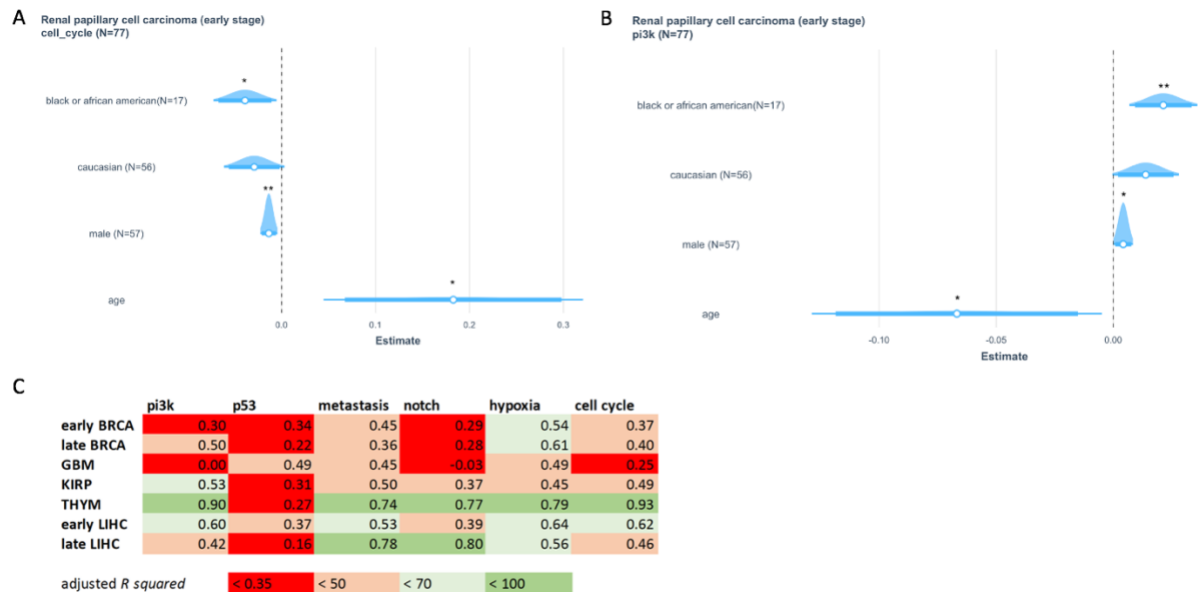 A
Renal papillary cell carcinoma (early stage)
cell_cycle (N=77)
*
black or african american(N=17)
caucasian (N=56)
**
male (N=57)
*
age
0.0 0.1 0.2 0.3
Estimate
B
Renal papillary cell carcinoma (early stage)
pi3k (N=77)
**
black or african american(N=17)
caucasian (N=56)
*
male (N=57)
*
age
-0.10 -0.05 0.00
Estimate
C
pi3k p53 metastasis notch hypoxia cell cycle
early BRCA 0.30 0.34 0.45 0.29 0.54 0.37
late BRCA 0.50 0.22 0.36 0.28 0.61 0.40
GBM 0.00 0.49 0.45 -0.03 0.49 0.25
KIRP 0.53 0.31 0.50 0.37 0.45 0.49
THYM 0.90 0.27 0.74 0.77 0.79 0.93
early LIHC 0.60 0.37 0.53 0.39 0.64 0.62
late LIHC 0.42 0.16 0.78 0.80 0.56 0.46
adjusted R squared < 0.35 < 50 < 70 < 100